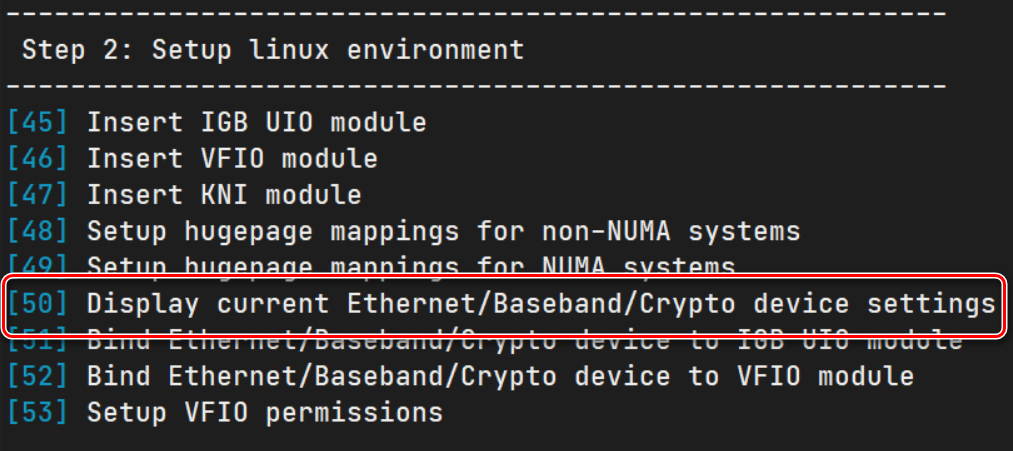 ------------------------------------------------------------
Step 2: Setup linux environment
------------------------------------------------------------
[45] Insert IGB UIO module
[46] Insert VFIO module
[47] Insert KNI module
[48] Setup hugepage mappings for non-NUMA systems
[49] Setup hugepage mappings for NUMA systems
[50] Display current Ethernet/Baseband/Crypto device settings
[51] Bind Ethernet/Baseband/Crypto device to IGB UIO module
[52] Bind Ethernet/Baseband/Crypto device to VFIO module
[53] Setup VFIO permissions